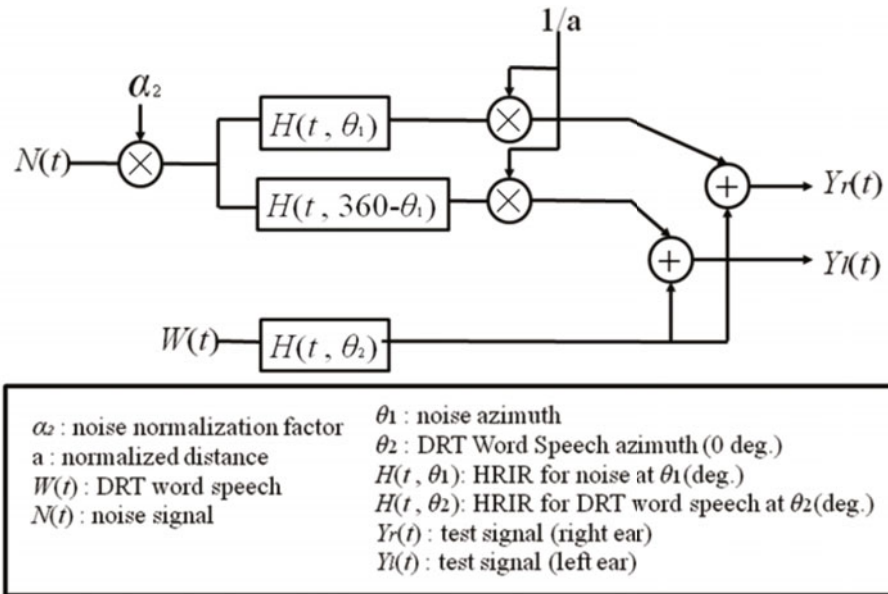 1/a
α₂
N(t)
H(t , θ₁)
H(t , 360-θ₁)
Yr(t)
Yl(t)
W(t)
H(t , θ₂)
α₂ : noise normalization factor
a : normalized distance
W(t) : DRT word speech
N(t) : noise signal
θ1 : noise azimuth
θ2 : DRT Word Speech azimuth (0 deg.)
H(t , θ1): HRIR for noise at θ1(deg.)
H(t , θ2): HRIR for DRT word speech at θ2(deg.)
Yr(t) : test signal (right ear)
Yl(t) : test signal (left ear)